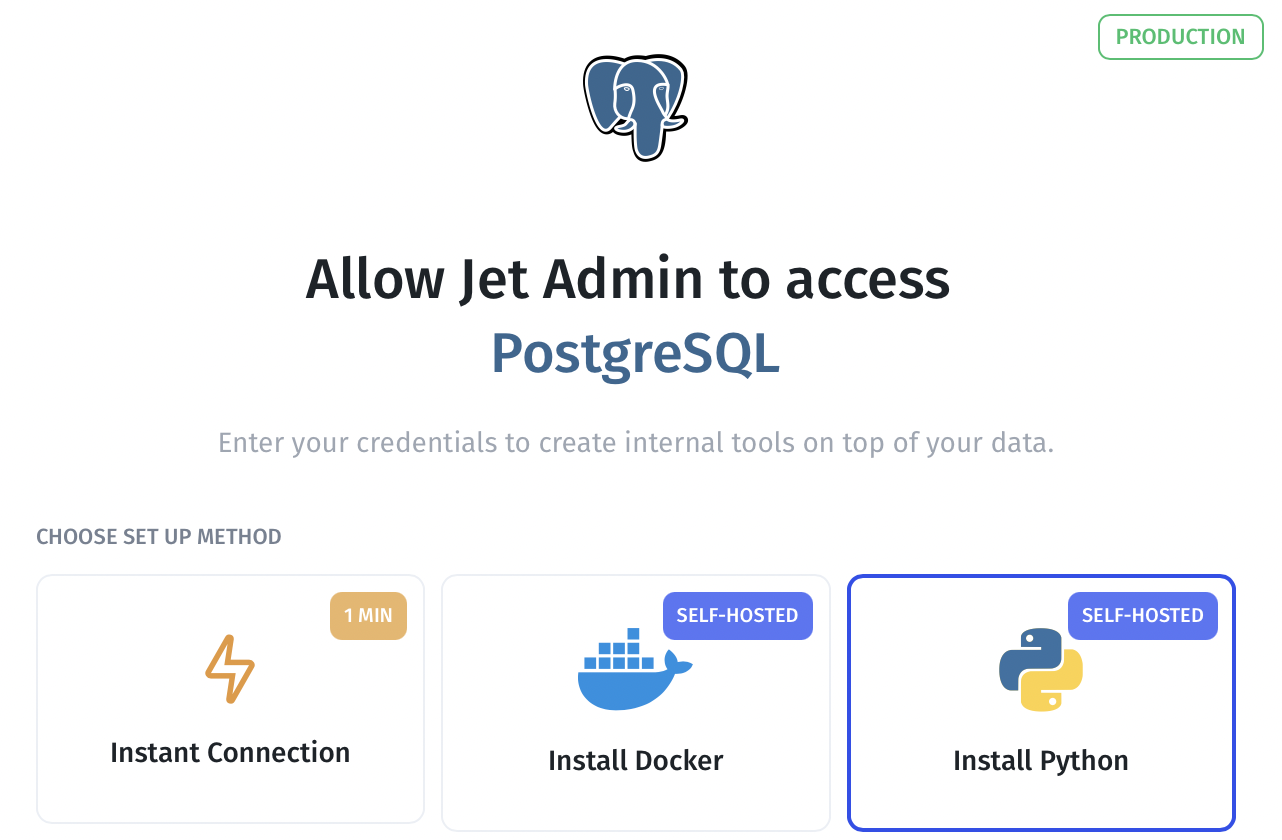 PRODUCTION
Allow Jet Admin to access
PostgreSQL
Enter your credentials to create internal tools on top of your data.
CHOOSE SET UP METHOD
1 MIN
Instant Connection
SELF-HOSTED
Install Docker
SELF-HOSTED
Install Python